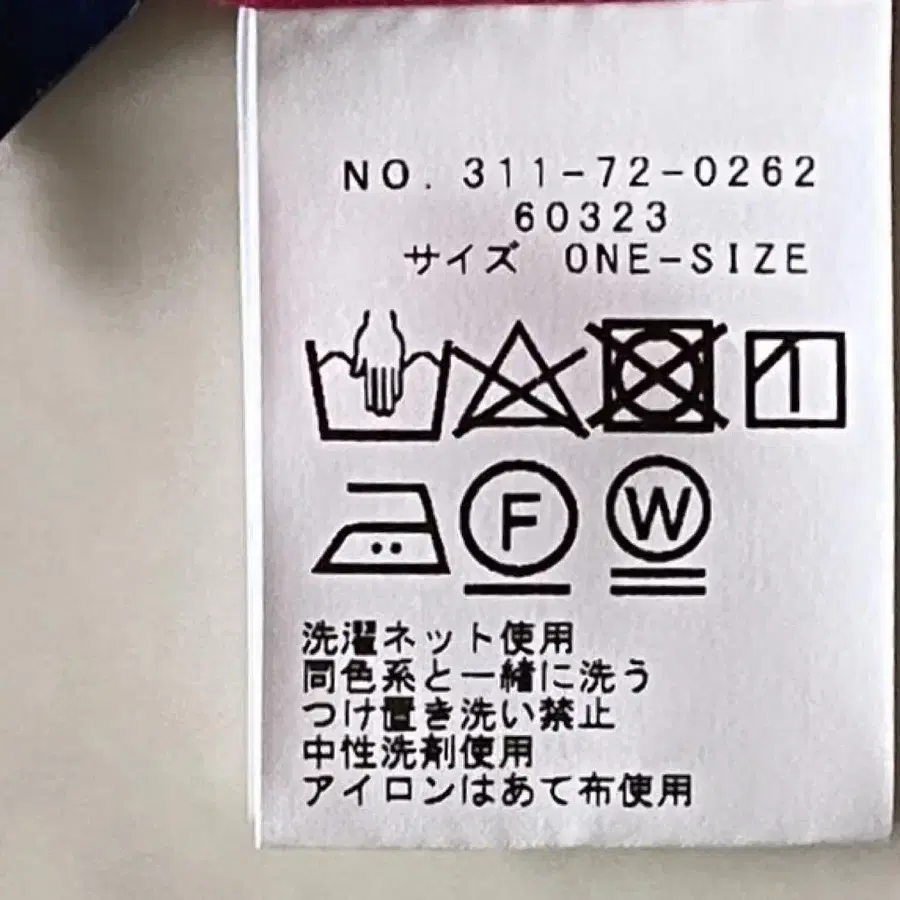 NO. 311-72-0262
60323
サイズ ONE-SIZE
F W
洗濯ネット使用
同色系と一緒に洗う
つけ置き洗い禁止
中性洗剤使用
アイロンはあて布使用